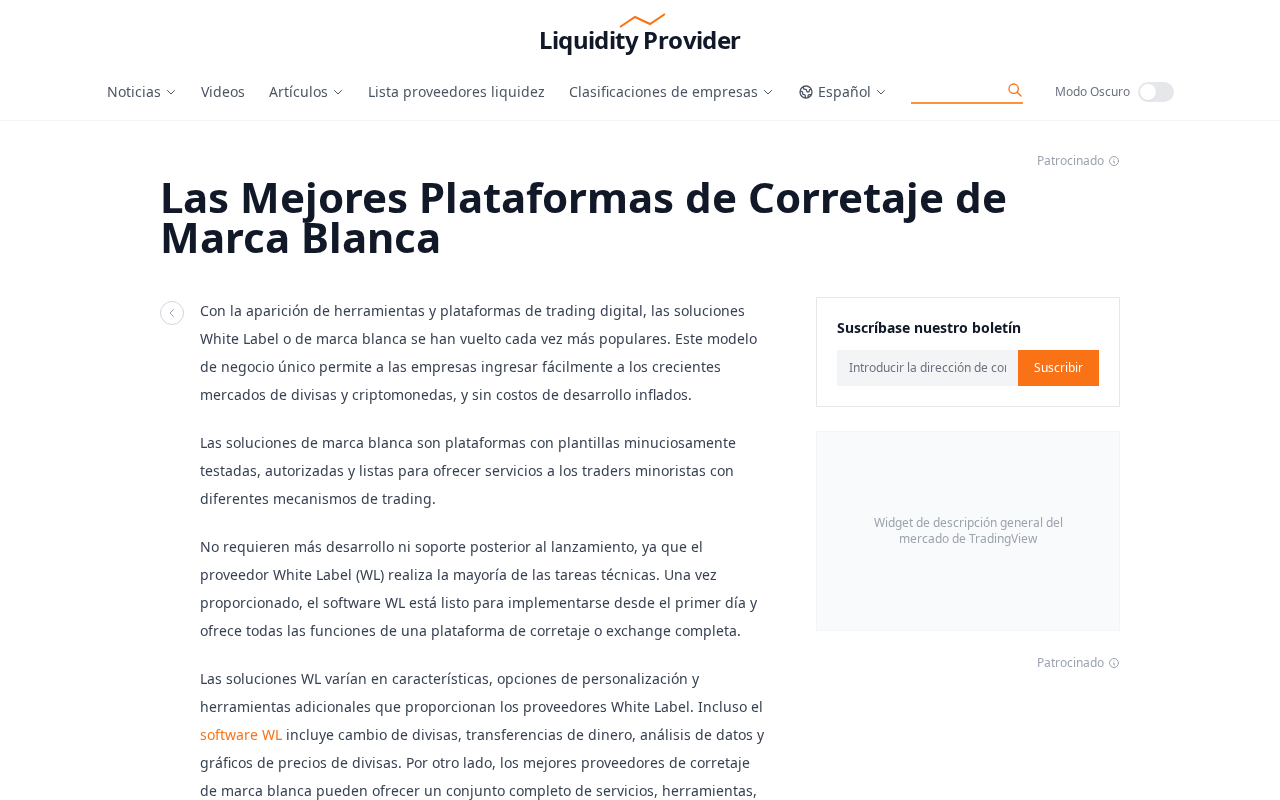 Liquidity Provider
Noticias Videos Artículos Lista proveedores liquidez Clasificaciones de empresas Español Modo Oscuro
Patrocinado
Las Mejores Plataformas de Corretaje de
Marca Blanca
Con la aparición de herramientas y plataformas de trading digital, las soluciones
White Label o de marca blanca se han vuelto cada vez más populares. Este modelo
de negocio único permite a las empresas ingresar fácilmente a los crecientes
mercados de divisas y criptomonedas, y sin costos de desarrollo inflados.
Las soluciones de marca blanca son plataformas con plantillas minuciosamente
testadas, autorizadas y listas para ofrecer servicios a los traders minoristas con
diferentes mecanismos de trading.
No requieren más desarrollo ni soporte posterior al lanzamiento, ya que el
proveedor White Label (WL) realiza la mayoría de las tareas técnicas. Una vez
proporcionado, el software WL está listo para implementarse desde el primer día y
ofrece todas las funciones de una plataforma de corretaje o exchange completa.
Las soluciones WL varían en características, opciones de personalización y
herramientas adicionales que proporcionan los proveedores White Label. Incluso el
software WL incluye cambio de divisas, transferencias de dinero, análisis de datos y
gráficos de precios de divisas. Por otro lado, los mejores proveedores de corretaje
de marca blanca pueden ofrecer un conjunto completo de servicios, herramientas,
Suscríbase nuestro boletín
Introducir la dirección de cor Suscribir
Widget de descripción general del
mercado de TradingView
Patrocinado